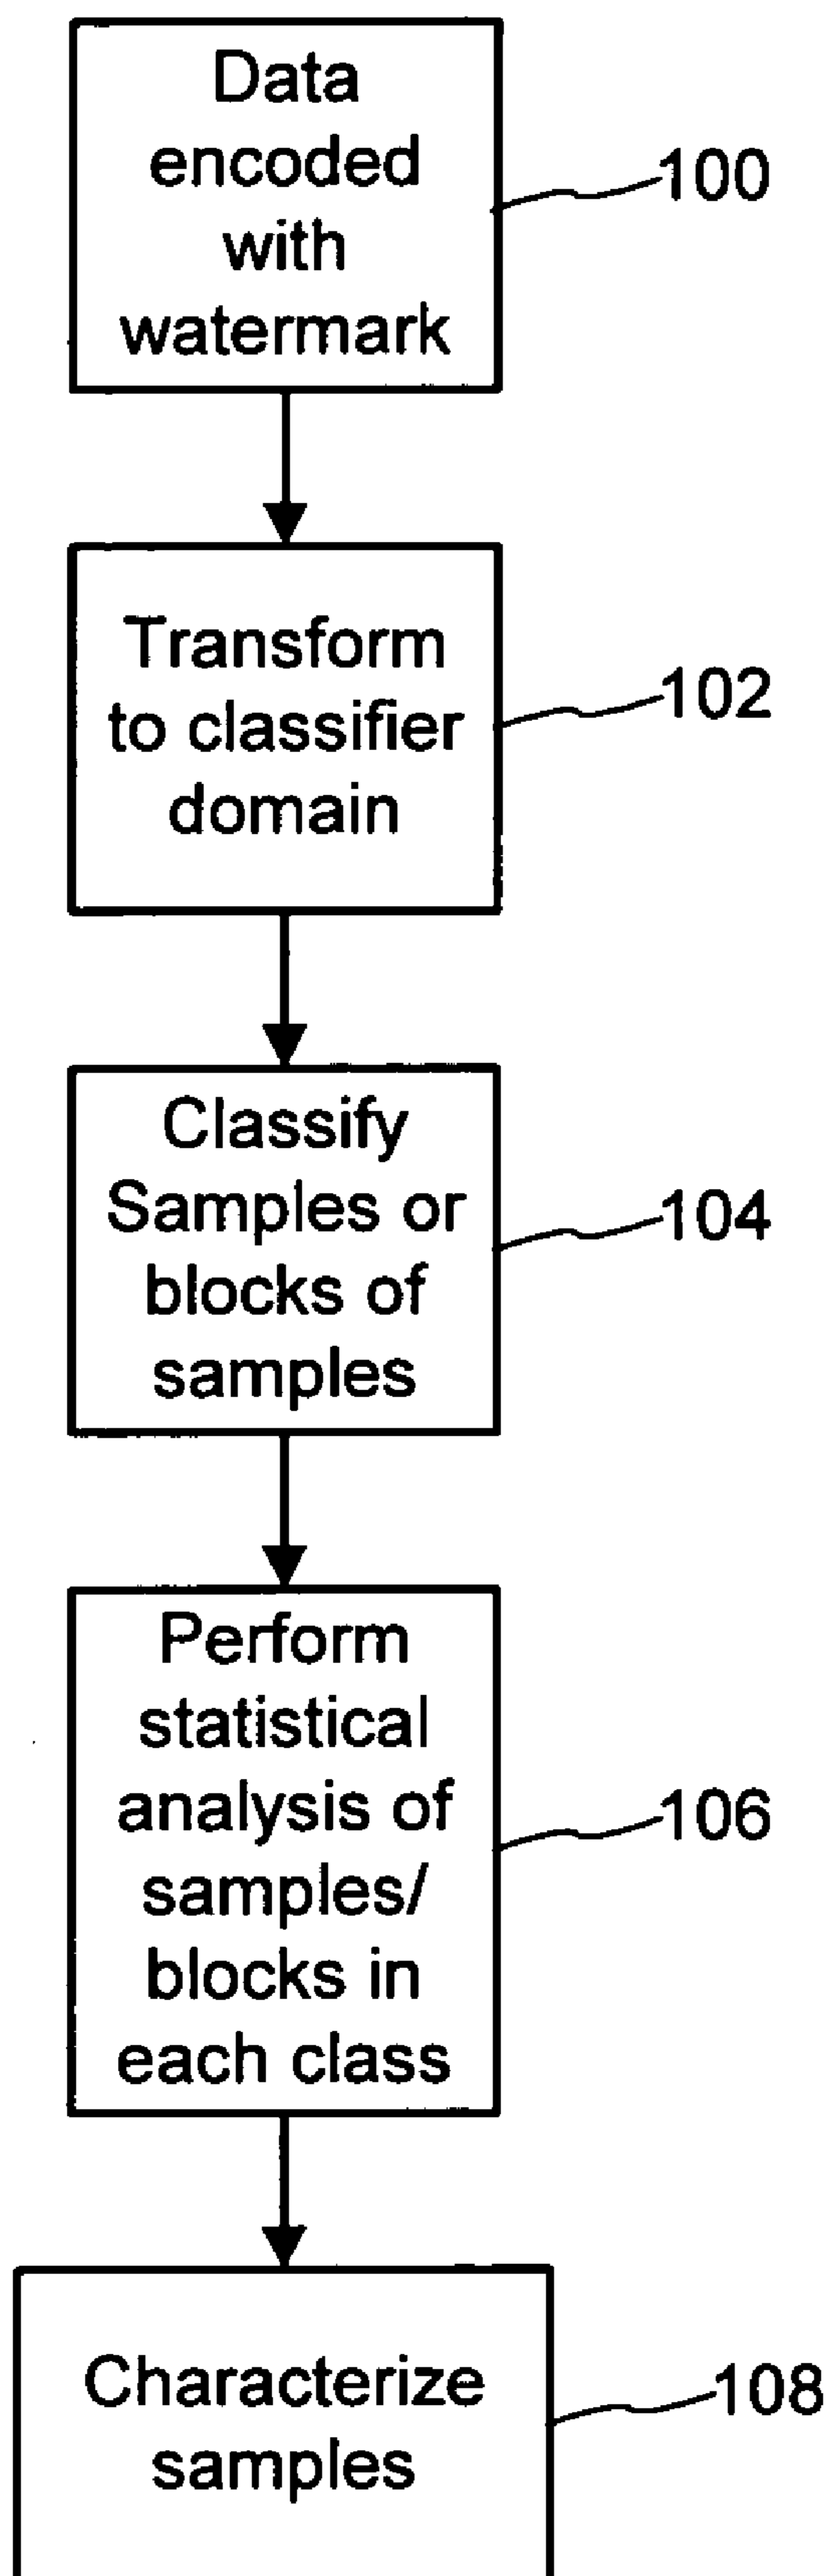 Data
encoded
with
watermark
100
Transform
to classifier
domain
102
Classify
Samples or
blocks of
samples
104
Perform
statistical
analysis of
samples/
blocks in
each class
106
Characterize
samples
108